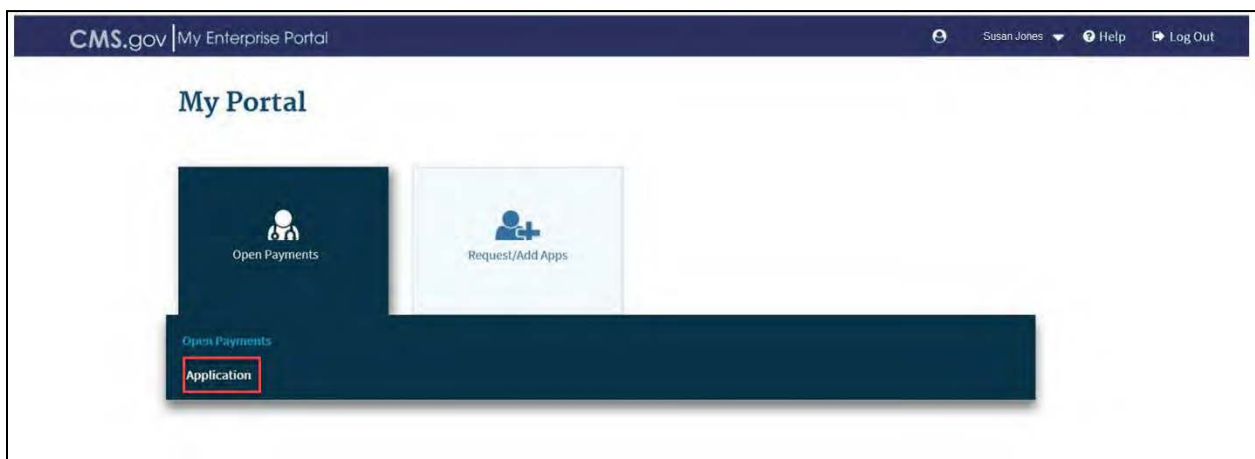 CMS.gov | My Enterprise Portal Susan Jones Help Log Out
My Portal
Open Payments Request/Add Apps
Open Payments
Application